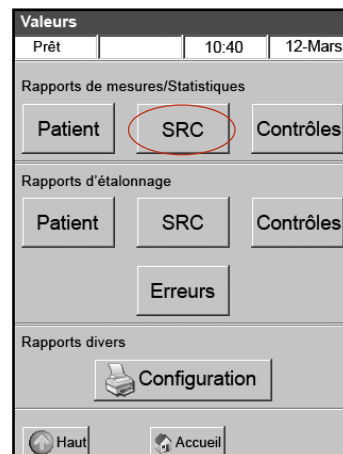 Valeurs
Prêt 10:40 12-Mars
Rapports de mesures/Statistiques
Patient SRC Contrôles
Rapports d'étalonnage
Patient SRC Contrôles
Erreurs
Rapports divers
Configuration
Haut Accueil